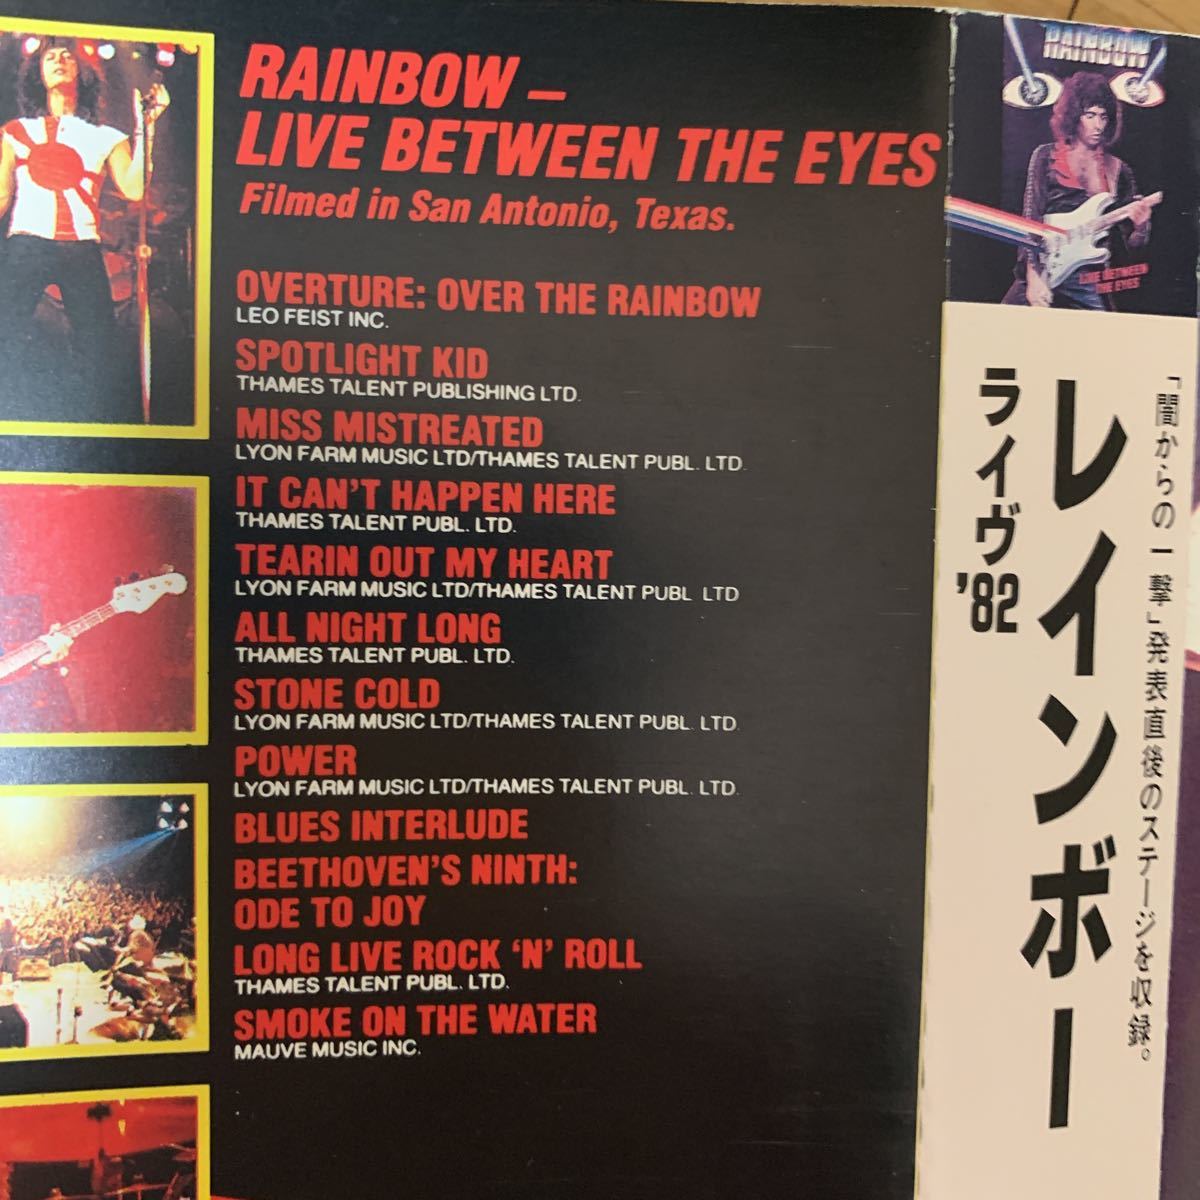 RAINBOW –
LIVE BETWEEN THE EYES
Filmed in San Antonio, Texas.
OVERTURE: OVER THE RAINBOW
LEO FEIST INC.
SPOTLIGHT KID
THAMES TALENT PUBLISHING LTD.
MISS MISTREATED
LYON FARM MUSIC LTD/THAMES TALENT PUBL. LTD.
IT CAN'T HAPPEN HERE
THAMES TALENT PUBL. LTD.
TEARIN OUT MY HEART
LYON FARM MUSIC LTD/THAMES TALENT PUBL LTD
ALL NIGHT LONG
THAMES TALENT PUBL. LTD.
STONE COLD
LYON FARM MUSIC LTD/THAMES TALENT PUBL. LTD.
POWER
LYON FARM MUSIC LTD/THAMES TALENT PUBL. LTD.
BLUES INTERLUDE
BEETHOVEN'S NINTH:
ODE TO JOY
LONG LIVE ROCK 'N' ROLL
THAMES TALENT PUBL. LTD.
SMOKE ON THE WATER
MAUVE MUSIC INC.
RAINBOW
LIVE BETWEEN
THE EYES
「闇からの一撃」発表直後のステージを収録。
レインボー
ライヴ'82